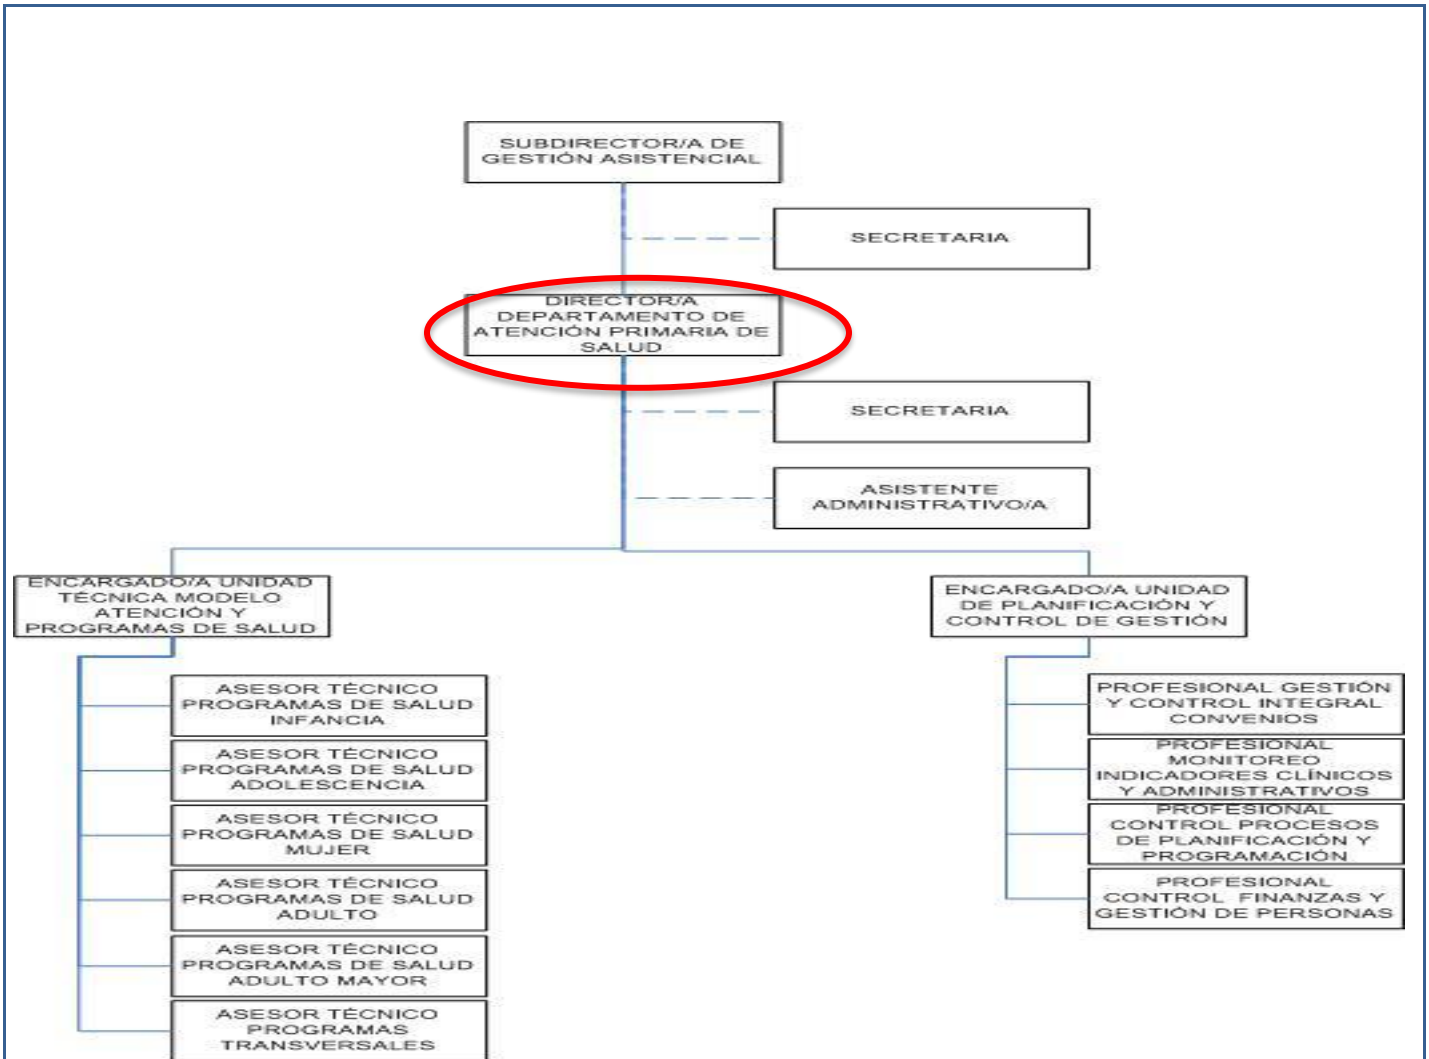 SUBDIRECTOR/A DE
GESTIÓN ASISTENCIAL
SECRETARIA
DIRECTOR/A
DEPARTAMENTO DE
ATENCIÓN PRIMARIA DE
SALUD
SECRETARIA
ASISTENTE
ADMINISTRATIVO/A
ENCARGADO/A UNIDAD
TÉCNICA MODELO
ATENCIÓN Y
PROGRAMAS DE SALUD
ASESOR TÉCNICO
PROGRAMAS DE SALUD
INFANCIA
ASESOR TÉCNICO
PROGRAMAS DE SALUD
ADOLESCENCIA
ASESOR TÉCNICO
PROGRAMAS DE SALUD
MUJER
ASESOR TÉCNICO
PROGRAMAS DE SALUD
ADULTO
ASESOR TÉCNICO
PROGRAMAS DE SALUD
ADULTO MAYOR
ASESOR TÉCNICO
PROGRAMAS
TRANSVERSALES
ENCARGADO/A UNIDAD
DE PLANIFICACIÓN Y
CONTROL DE GESTIÓN
PROFESIONAL GESTIÓN
Y CONTROL INTEGRAL
CONVENIOS
PROFESIONAL
MONITOREO
INDICADORES CLÍNICOS
Y ADMINISTRATIVOS
PROFESIONAL
CONTROL PROCESOS
DE PLANIFICACIÓN Y
PROGRAMACIÓN
PROFESIONAL
CONTROL FINANZAS Y
GESTIÓN DE PERSONAS